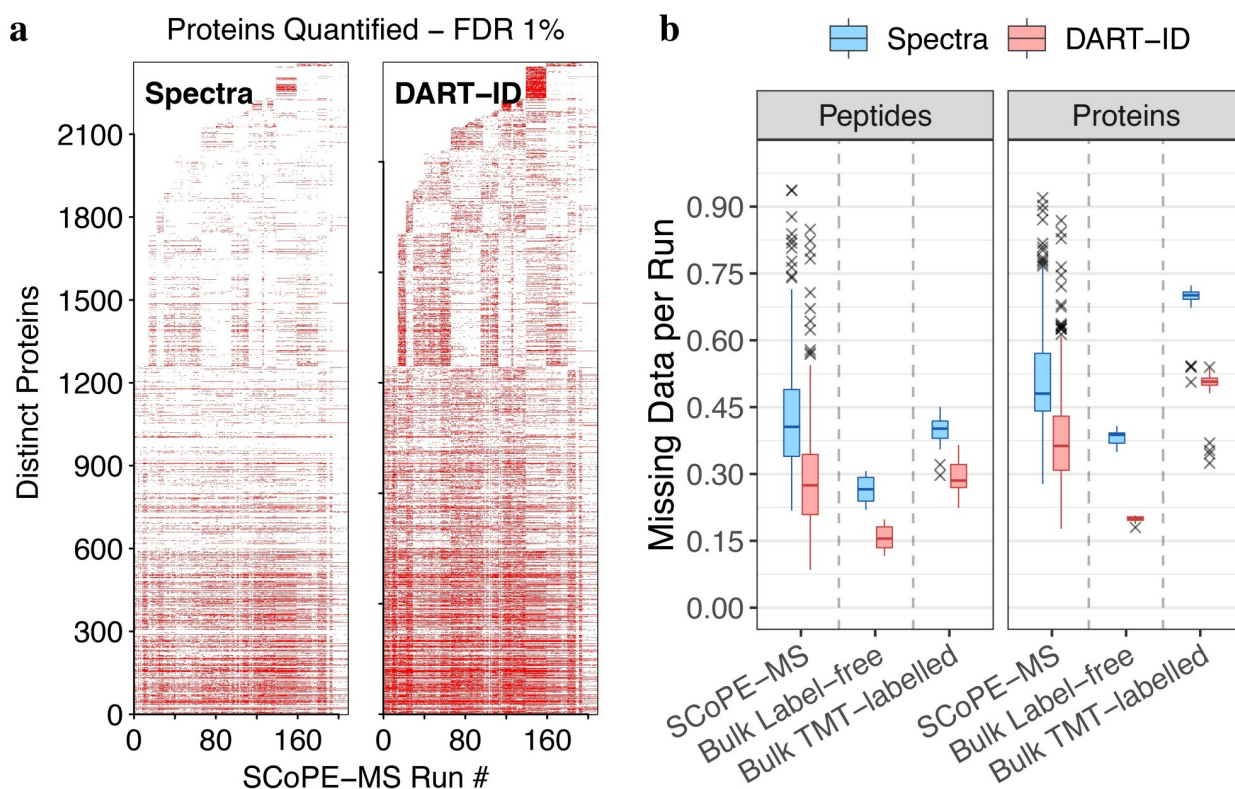 a
Proteins Quantified – FDR 1%
Spectra
DART–ID
Distinct Proteins
2100
1800
1500
1200
900
600
300
0
0 80 160
0 80 160
SCoPE–MS Run #
b
Spectra
DART–ID
Peptides
Proteins
Missing Data per Run
0.90
0.75
0.60
0.45
0.30
0.15
0.00
SCoPE–MS
Bulk Label–free
Bulk TMT–labelled
SCoPE–MS
Bulk Label–free
Bulk TMT–labelled